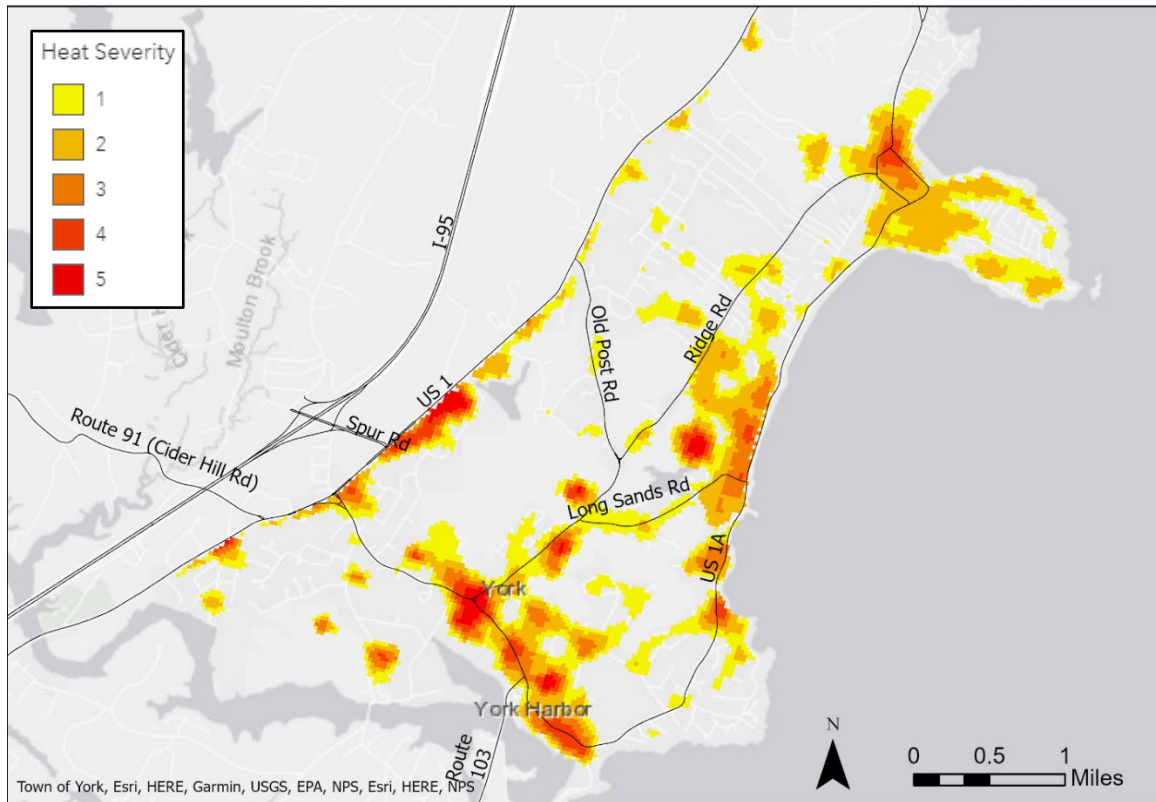 Heat Severity
1
2
3
4
5
I-95
Moulton Brook
Old Post Rd
Ridge Rd
US 1
Spur Rd
Route 91 (Cider Hill Rd)
Long Sands Rd
US 1A
York
York Harbor
Route
103
N
0 0.5 1
Miles
Town of York, Esri, HERE, Garmin, USGS, EPA, NPS, Esri, HERE, NPS